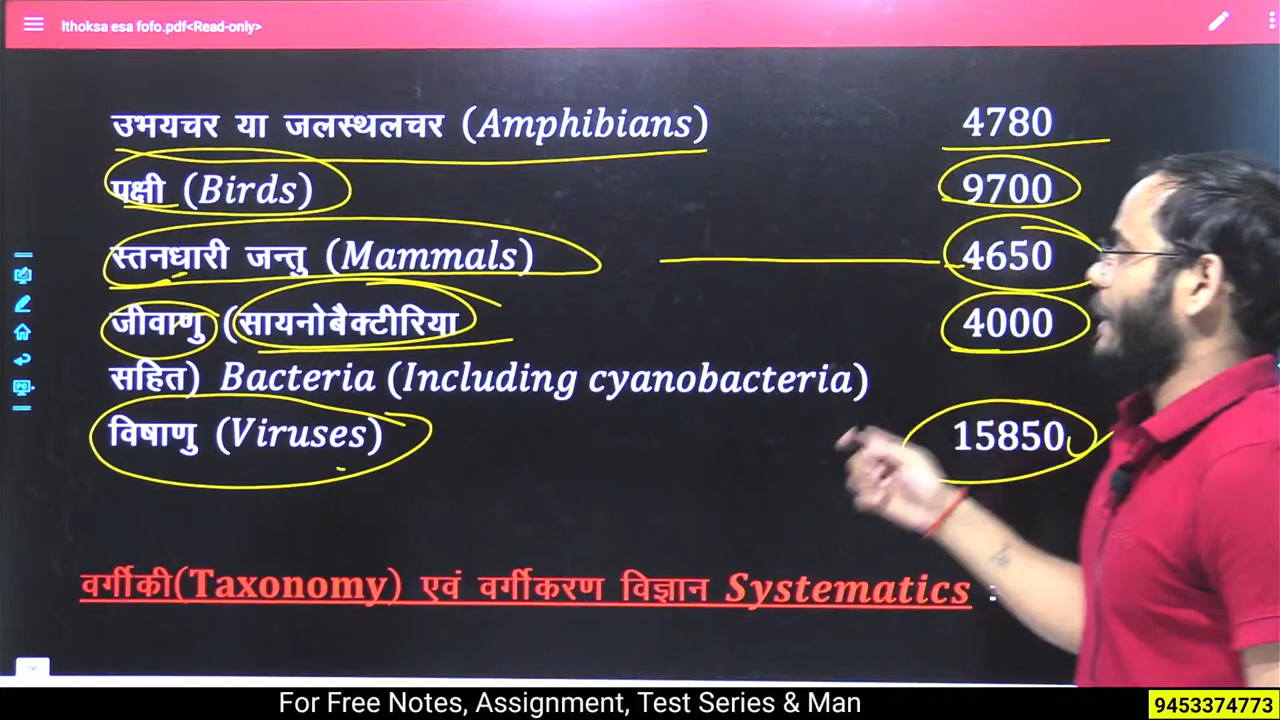 Ithoksa esa fofo.pdf<Read-only>
उभयचर या जलस्थलचर (Amphibians) 4780
पक्षी (Birds) 9700
स्तनधारी जन्तु (Mammals) 4650
जीवाणु (सायनोबैक्टीरिया 4000
सहित) Bacteria (Including cyanobacteria)
विषाणु (Viruses) 15850
वर्गीकी(Taxonomy) एवं वर्गीकरण विज्ञान Systematics :
For Free Notes, Assignment, Test Series & Man
9453374773